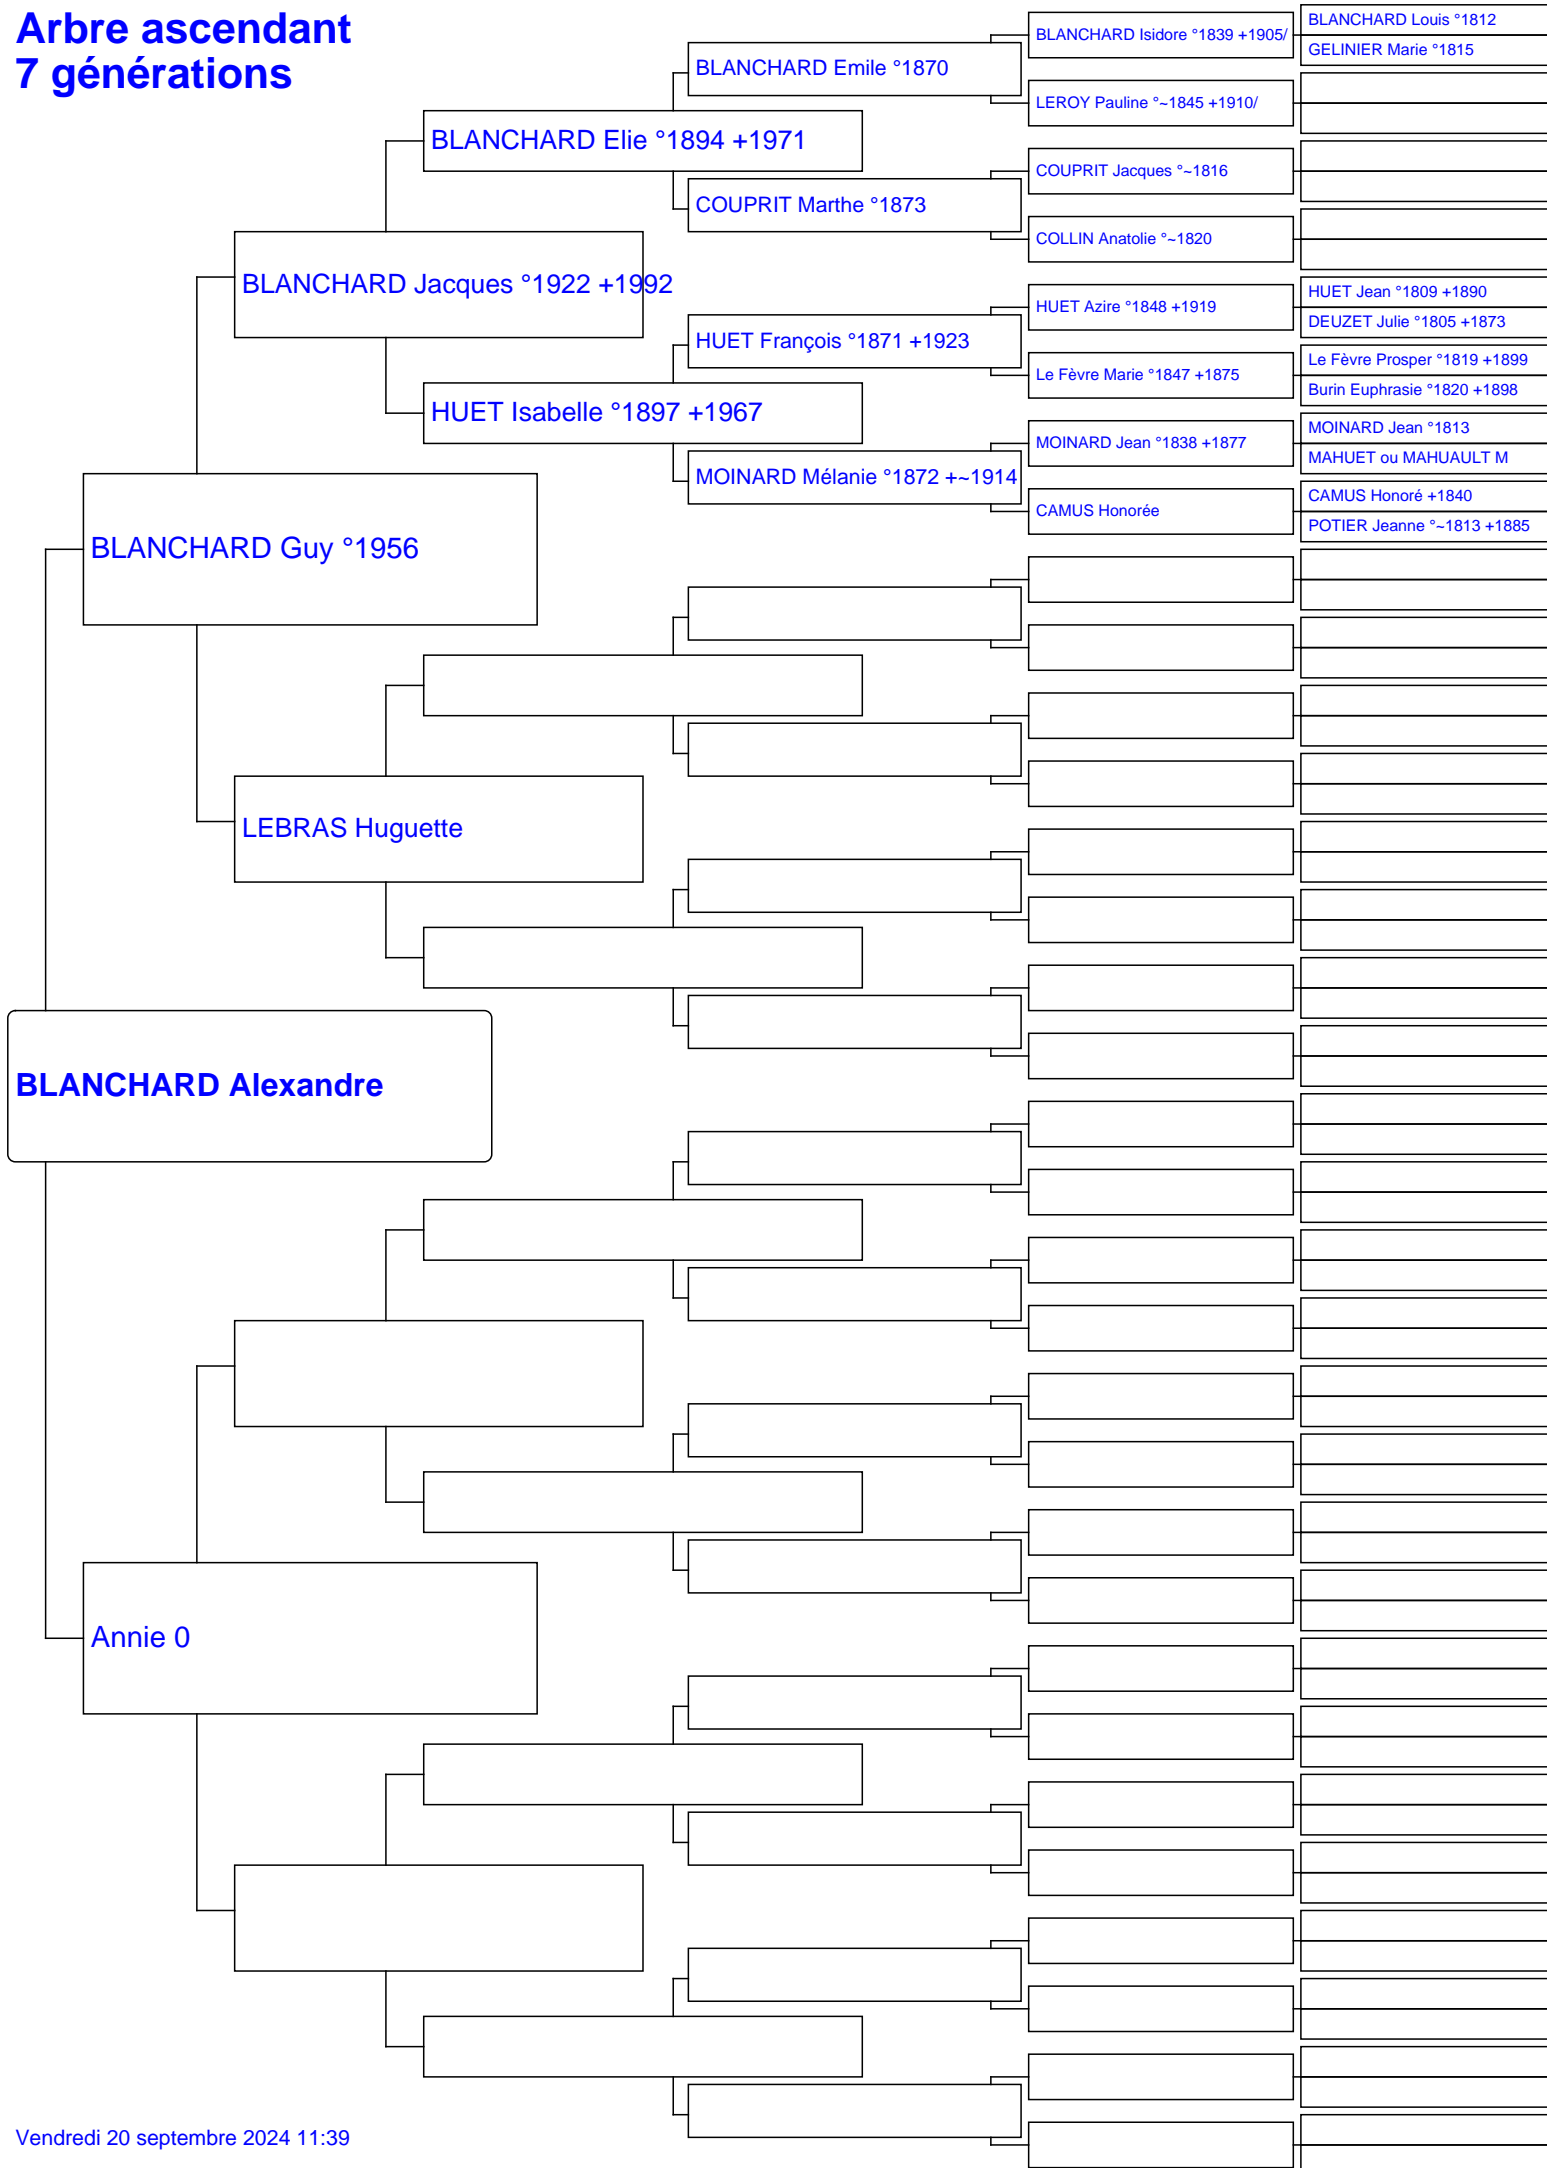 Arbre ascendant
7 générations
BLANCHARD Isidore °1839 +1905/
BLANCHARD Louis °1812
GELINIER Marie °1815
BLANCHARD Emile °1870
LEROY Pauline °~1845 +1910/
BLANCHARD Elie °1894 +1971
COUPRIT Jacques °~1816
COUPRIT Marthe °1873
COLLIN Anatolie °~1820
BLANCHARD Jacques °1922 +1992
HUET Azire °1848 +1919
HUET Jean °1809 +1890
DEUZET Julie °1805 +1873
HUET François °1871 +1923
Le Fèvre Marie °1847 +1875
Le Fèvre Prosper °1819 +1899
Burin Euphrasie °1820 +1898
HUET Isabelle °1897 +1967
MOINARD Jean °1838 +1877
MOINARD Jean °1813
MAHUET ou MAHUAULT M
MOINARD Mélanie °1872 +~1914
CAMUS Honorée
CAMUS Honoré +1840
POTIER Jeanne °~1813 +1885
BLANCHARD Guy °1956
LEBRAS Huguette
BLANCHARD Alexandre
Annie 0
Vendredi 20 septembre 2024 11:39